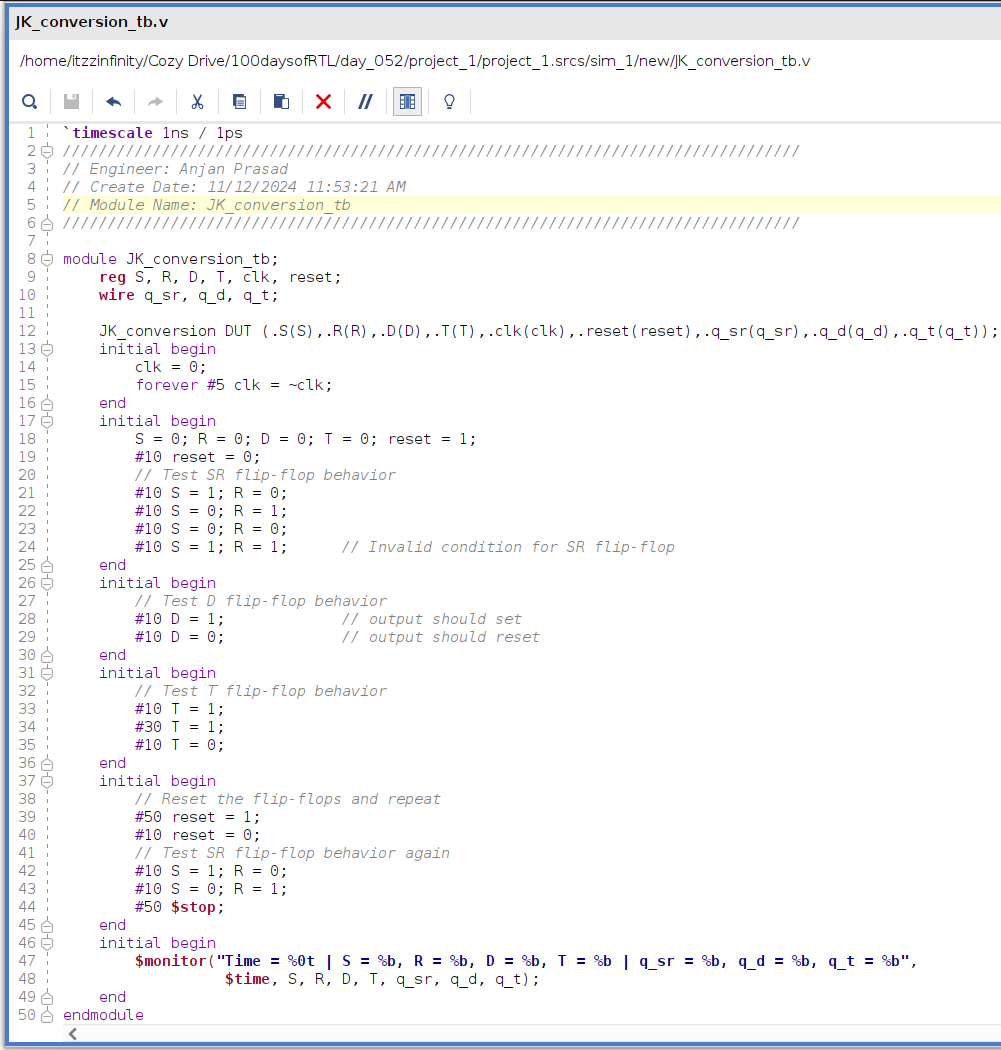 JK_conversion_tb.v
/home/itzzinfinity/Cozy Drive/100daysofRTL/day_052/project_1/project_1.srcs/sim_1/new/JK_conversion_tb.v
1 `timescale 1ns / 1ps
2 //////////////////////////////////////////////////////////////////////////////////
3 // Engineer: Anjan Prasad
4 // Create Date: 11/12/2024 11:53:21 AM
5 // Module Name: JK_conversion_tb
6 //////////////////////////////////////////////////////////////////////////////////
7
8 module JK_conversion_tb;
9     reg S, R, D, T, clk, reset;
10     wire q_sr, q_d, q_t;
11
12     JK_conversion DUT (.S(S),.R(R),.D(D),.T(T),.clk(clk),.reset(reset),.q_sr(q_sr),.q_d(q_d),.q_t(q_t));
13     initial begin
14         clk = 0;
15         forever #5 clk = ~clk;
16     end
17     initial begin
18         S = 0; R = 0; D = 0; T = 0; reset = 1;
19         #10 reset = 0;
20         // Test SR flip-flop behavior
21         #10 S = 1; R = 0;
22         #10 S = 0; R = 1;
23         #10 S = 0; R = 0;
24         #10 S = 1; R = 1;      // Invalid condition for SR flip-flop
25     end
26     initial begin
27         // Test D flip-flop behavior
28         #10 D = 1;             // output should set
29         #10 D = 0;             // output should reset
30     end
31     initial begin
32         // Test T flip-flop behavior
33         #10 T = 1;
34         #30 T = 1;
35         #10 T = 0;
36     end
37     initial begin
38         // Reset the flip-flops and repeat
39         #50 reset = 1;
40         #10 reset = 0;
41         // Test SR flip-flop behavior again
42         #10 S = 1; R = 0;
43         #10 S = 0; R = 1;
44         #50 $stop;
45     end
46     initial begin
47         $monitor("Time = %0t | S = %b, R = %b, D = %b, T = %b | q_sr = %b, q_d = %b, q_t = %b",
48                   $time, S, R, D, T, q_sr, q_d, q_t);
49     end
50 endmodule